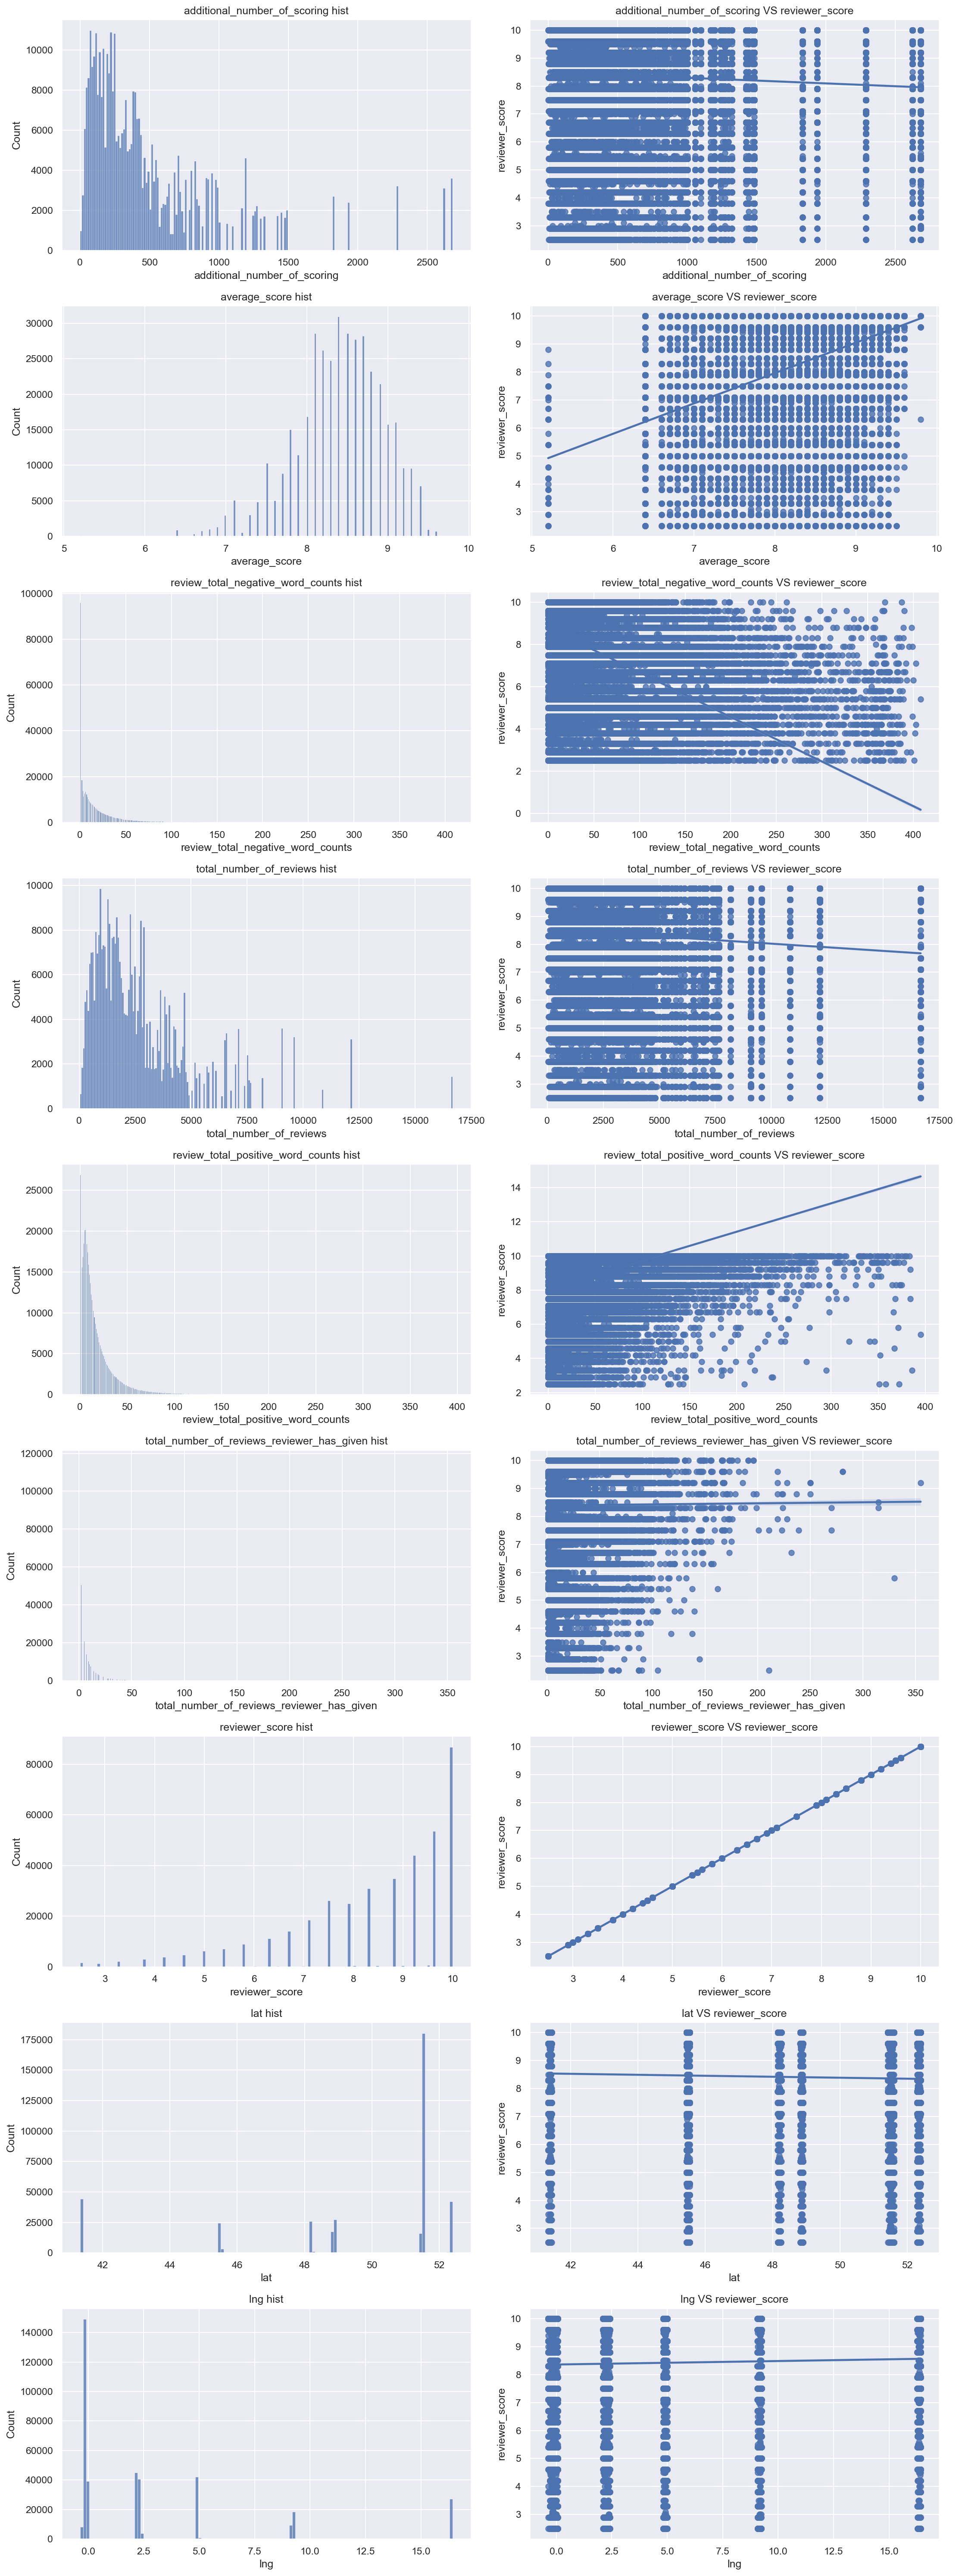 additional_number_of_scoring hist
Count
10000
8000
6000
4000
2000
0
0 500 1000 1500 2000 2500
additional_number_of_scoring
additional_number_of_scoring VS reviewer_score
reviewer_score
10
9
8
7
6
5
4
3
0 500 1000 1500 2000 2500
additional_number_of_scoring
average_score hist
Count
30000
25000
20000
15000
10000
5000
0
5 6 7 8 9 10
average_score
average_score VS reviewer_score
reviewer_score
10
9
8
7
6
5
4
3
5 6 7 8 9 10
average_score
review_total_negative_word_counts hist
Count
100000
80000
60000
40000
20000
0
0 50 100 150 200 250 300 350 400
review_total_negative_word_counts
review_total_negative_word_counts VS reviewer_score
reviewer_score
10
8
6
4
2
0
0 50 100 150 200 250 300 350 400
review_total_negative_word_counts
total_number_of_reviews hist
Count
10000
8000
6000
4000
2000
0
0 2500 5000 7500 10000 12500 15000 17500
total_number_of_reviews
total_number_of_reviews VS reviewer_score
reviewer_score
10
9
8
7
6
5
4
3
0 2500 5000 7500 10000 12500 15000 17500
total_number_of_reviews
review_total_positive_word_counts hist
Count
25000
20000
15000
10000
5000
0
0 50 100 150 200 250 300 350 400
review_total_positive_word_counts
review_total_positive_word_counts VS reviewer_score
reviewer_score
14
12
10
8
6
4
2
0 50 100 150 200 250 300 350 400
review_total_positive_word_counts
total_number_of_reviews_reviewer_has_given hist
Count
120000
100000
80000
60000
40000
20000
0
0 50 100 150 200 250 300 350
total_number_of_reviews_reviewer_has_given
total_number_of_reviews_reviewer_has_given VS reviewer_score
reviewer_score
10
9
8
7
6
5
4
3
0 50 100 150 200 250 300 350
total_number_of_reviews_reviewer_has_given
reviewer_score hist
Count
80000
60000
40000
20000
0
3 4 5 6 7 8 9 10
reviewer_score
reviewer_score VS reviewer_score
reviewer_score
10
9
8
7
6
5
4
3
3 4 5 6 7 8 9 10
reviewer_score
lat hist
Count
175000
150000
125000
100000
75000
50000
25000
0
42 44 46 48 50 52
lat
lat VS reviewer_score
reviewer_score
10
9
8
7
6
5
4
3
42 44 46 48 50 52
lat
lng hist
Count
140000
120000
100000
80000
60000
40000
20000
0
0.0 2.5 5.0 7.5 10.0 12.5 15.0
lng
lng VS reviewer_score
reviewer_score
10
9
8
7
6
5
4
3
0.0 2.5 5.0 7.5 10.0 12.5 15.0
lng